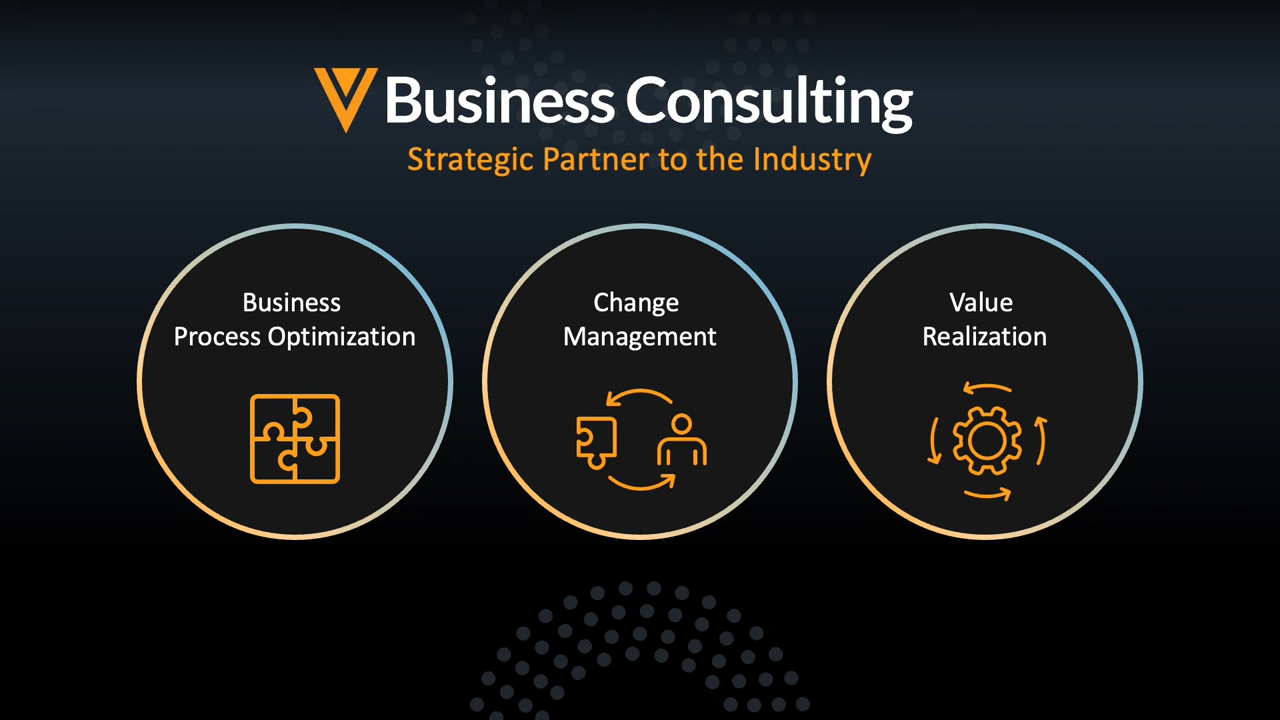 Business Consulting
Strategic Partner to the Industry
Business
Process Optimization
Change
Management
Value
Realization